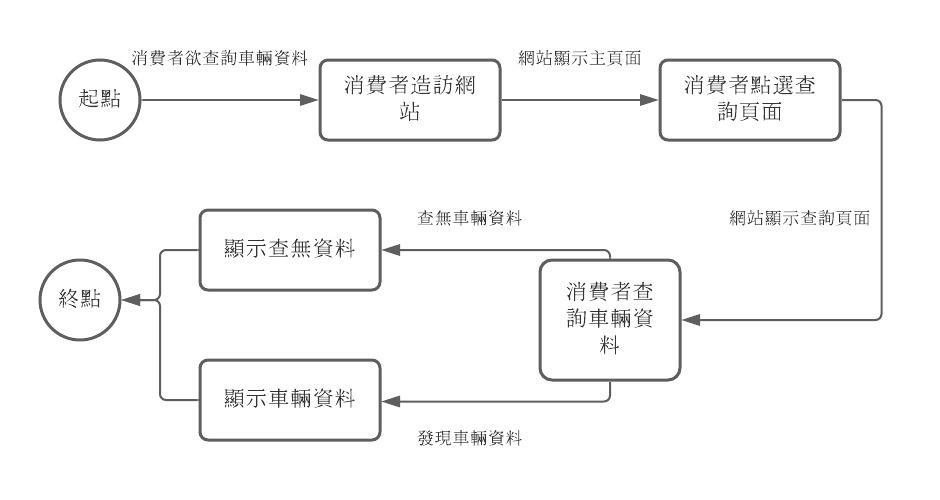 消費者欲查詢車輛資料
網站顯示主頁面
起點
消費者造訪網
站
消費者點選查
詢頁面
網站顯示查詢頁面
查無車輛資料
顯示查無資料
消費者查
詢車輛資
料
終點
顯示車輛資料
發現車輛資料